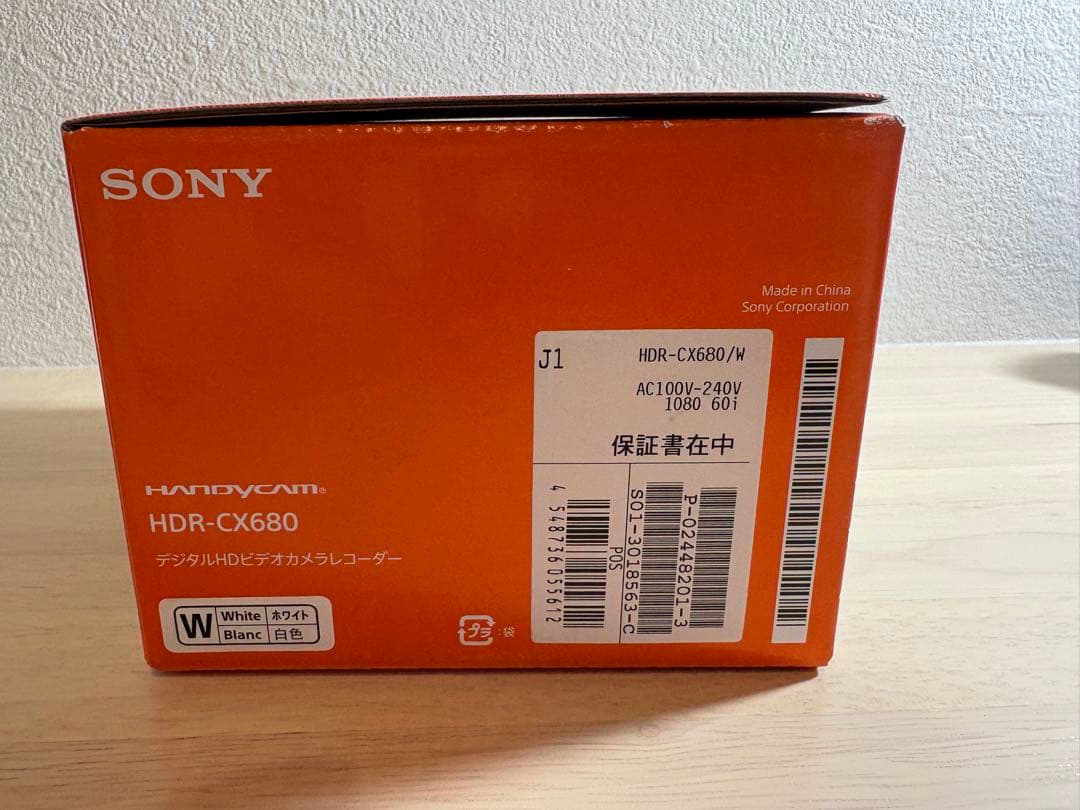 SONY
Made in China
Sony Corporation
J1
HDR-CX680/W
AC100V-240V
1080 60i
保証書在中
4 548736 055612
POS
S01-3018563-C
P-02448201-3
HANDYCAM®
HDR-CX680
デジタルHDビデオカメラレコーダー
W
White ホワイト
Blanc 白色
プラ :袋